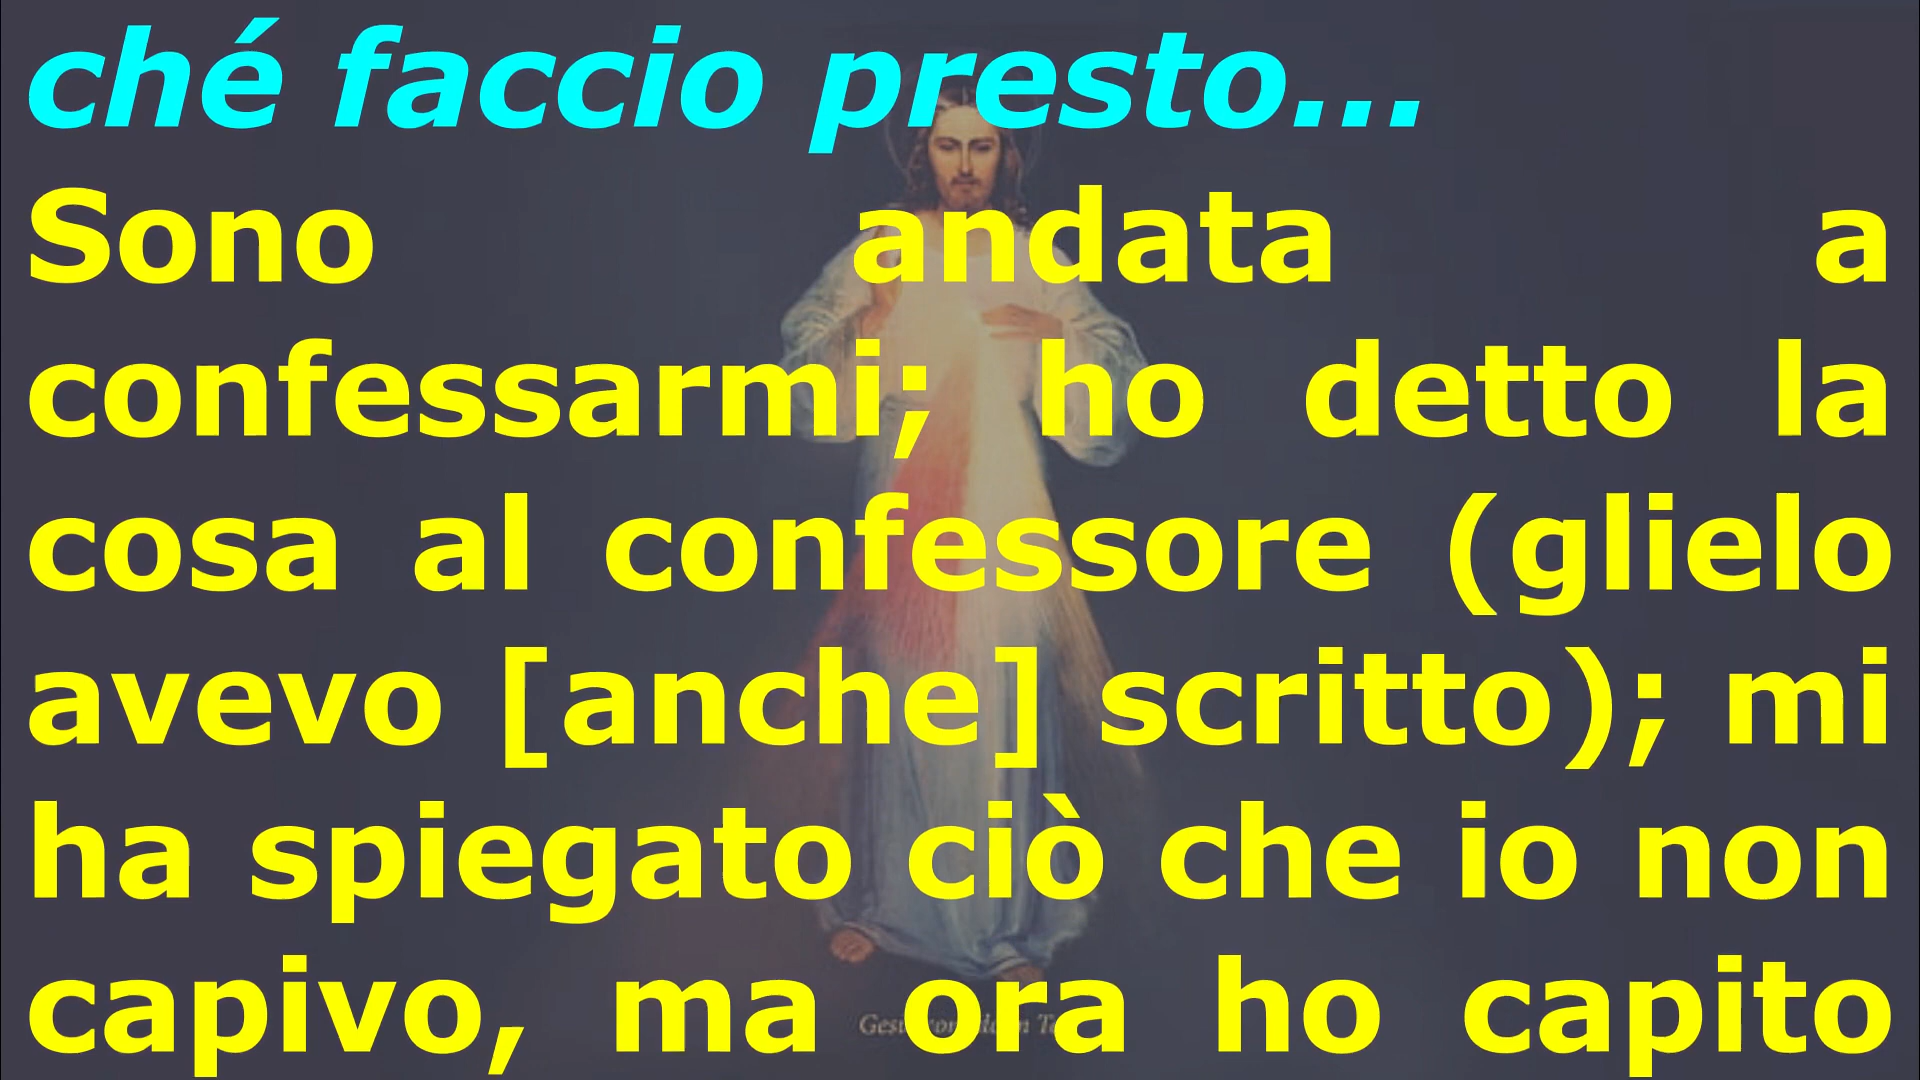 ché faccio presto...
Sono andata a
confessarmi; ho detto la
cosa al confessore (glielo
avevo [anche] scritto); mi
ha spiegato ciò che io non
capivo, ma ora ho capito